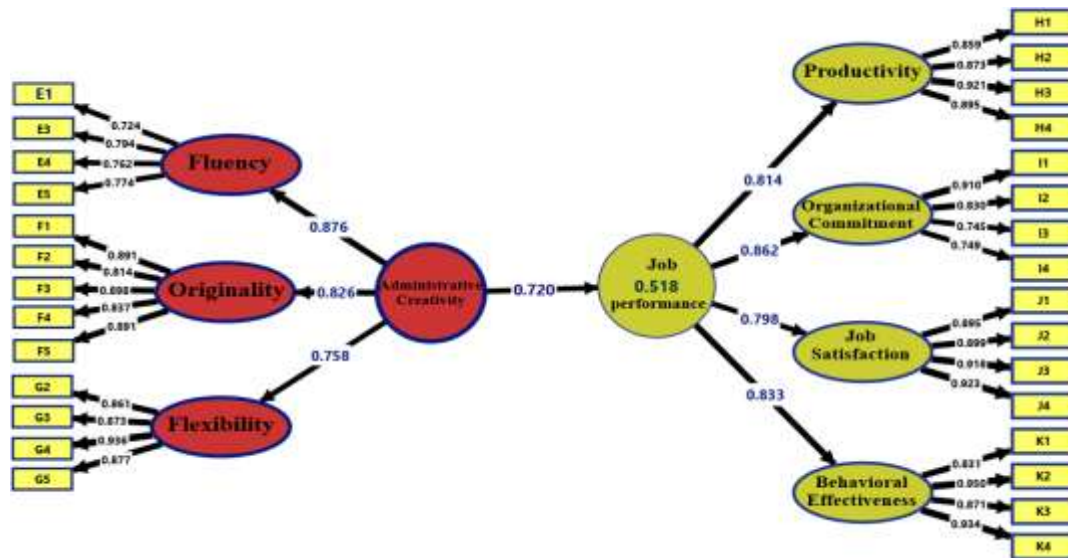 H1
0.859
H2
0.873
Productivity
0.921
H3
0.895
H4
E1
0.724
E3
0.794
E4
0.762
Fluency
E5
0.774
0.814
I1
0.910
I2
Organizational
0.830
Commitment
0.745
I3
0.749
I4
F1
0.876
0.862
0.891
F2
0.814
F3
Originality
F4
0.837
0.891
F5
0.826
Administrative
Creativity
0.720
Job
0.518
performance
0.798
J1
0.895
J2
Job
0.899
Satisfaction
0.918
J3
0.923
J4
0.758
G2
0.861
G3
0.873
Flexibility
G4
0.936
0.877
G5
0.833
K1
0.831
K2
Behavioral
0.950
Effectiveness
0.871
K3
0.934
K4